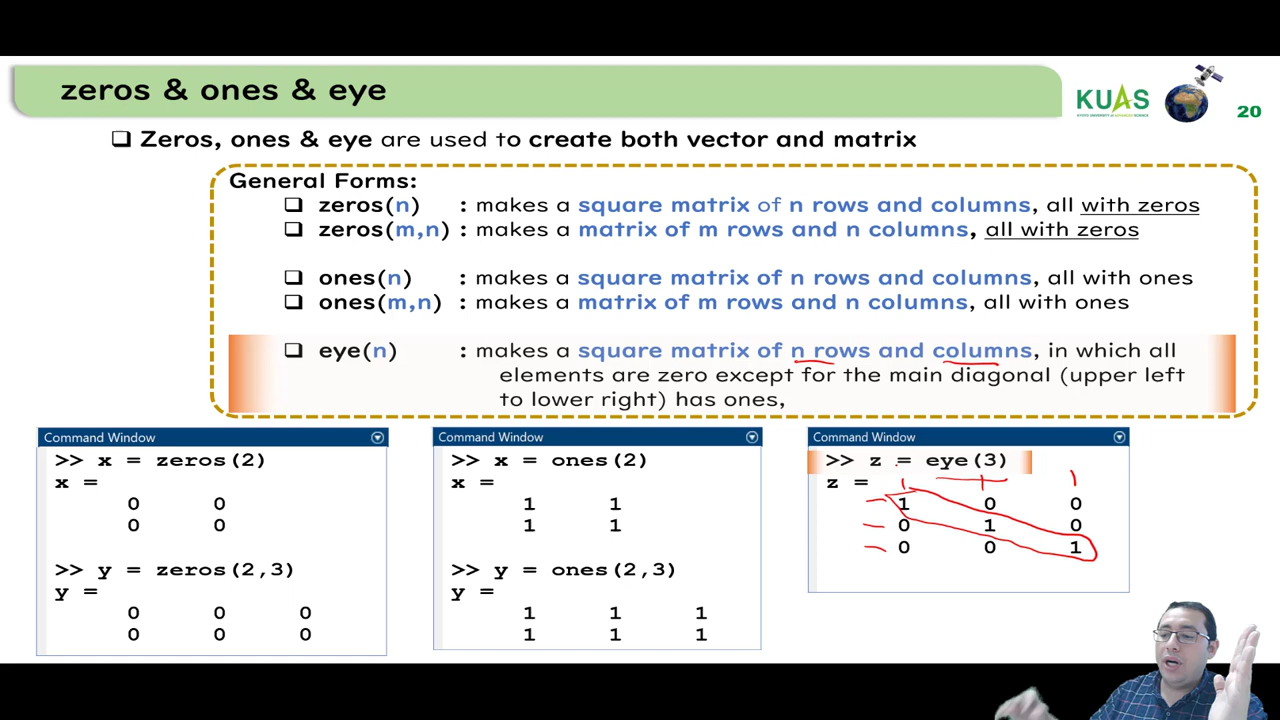 zeros & ones & eye
KUAS
20
❑ Zeros, ones & eye are used to create both vector and matrix
General Forms:
❑ zeros(n) : makes a square matrix of n rows and columns, all with zeros
❑ zeros(m,n) : makes a matrix of m rows and n columns, all with zeros
❑ ones(n) : makes a square matrix of n rows and columns, all with ones
❑ ones(m,n) : makes a matrix of m rows and n columns, all with ones
❑ eye(n) : makes a square matrix of n rows and columns, in which all
elements are zero except for the main diagonal (upper left
to lower right) has ones,
Command Window
>> x = zeros(2)
x =
0 0
0 0
>> y = zeros(2,3)
y =
0 0 0
0 0 0
Command Window
>> x = ones(2)
x =
1 1
1 1
>> y = ones(2,3)
y =
1 1 1
1 1 1
Command Window
>> z = eye(3)
z =
1 0 0
0 1 0
0 0 1